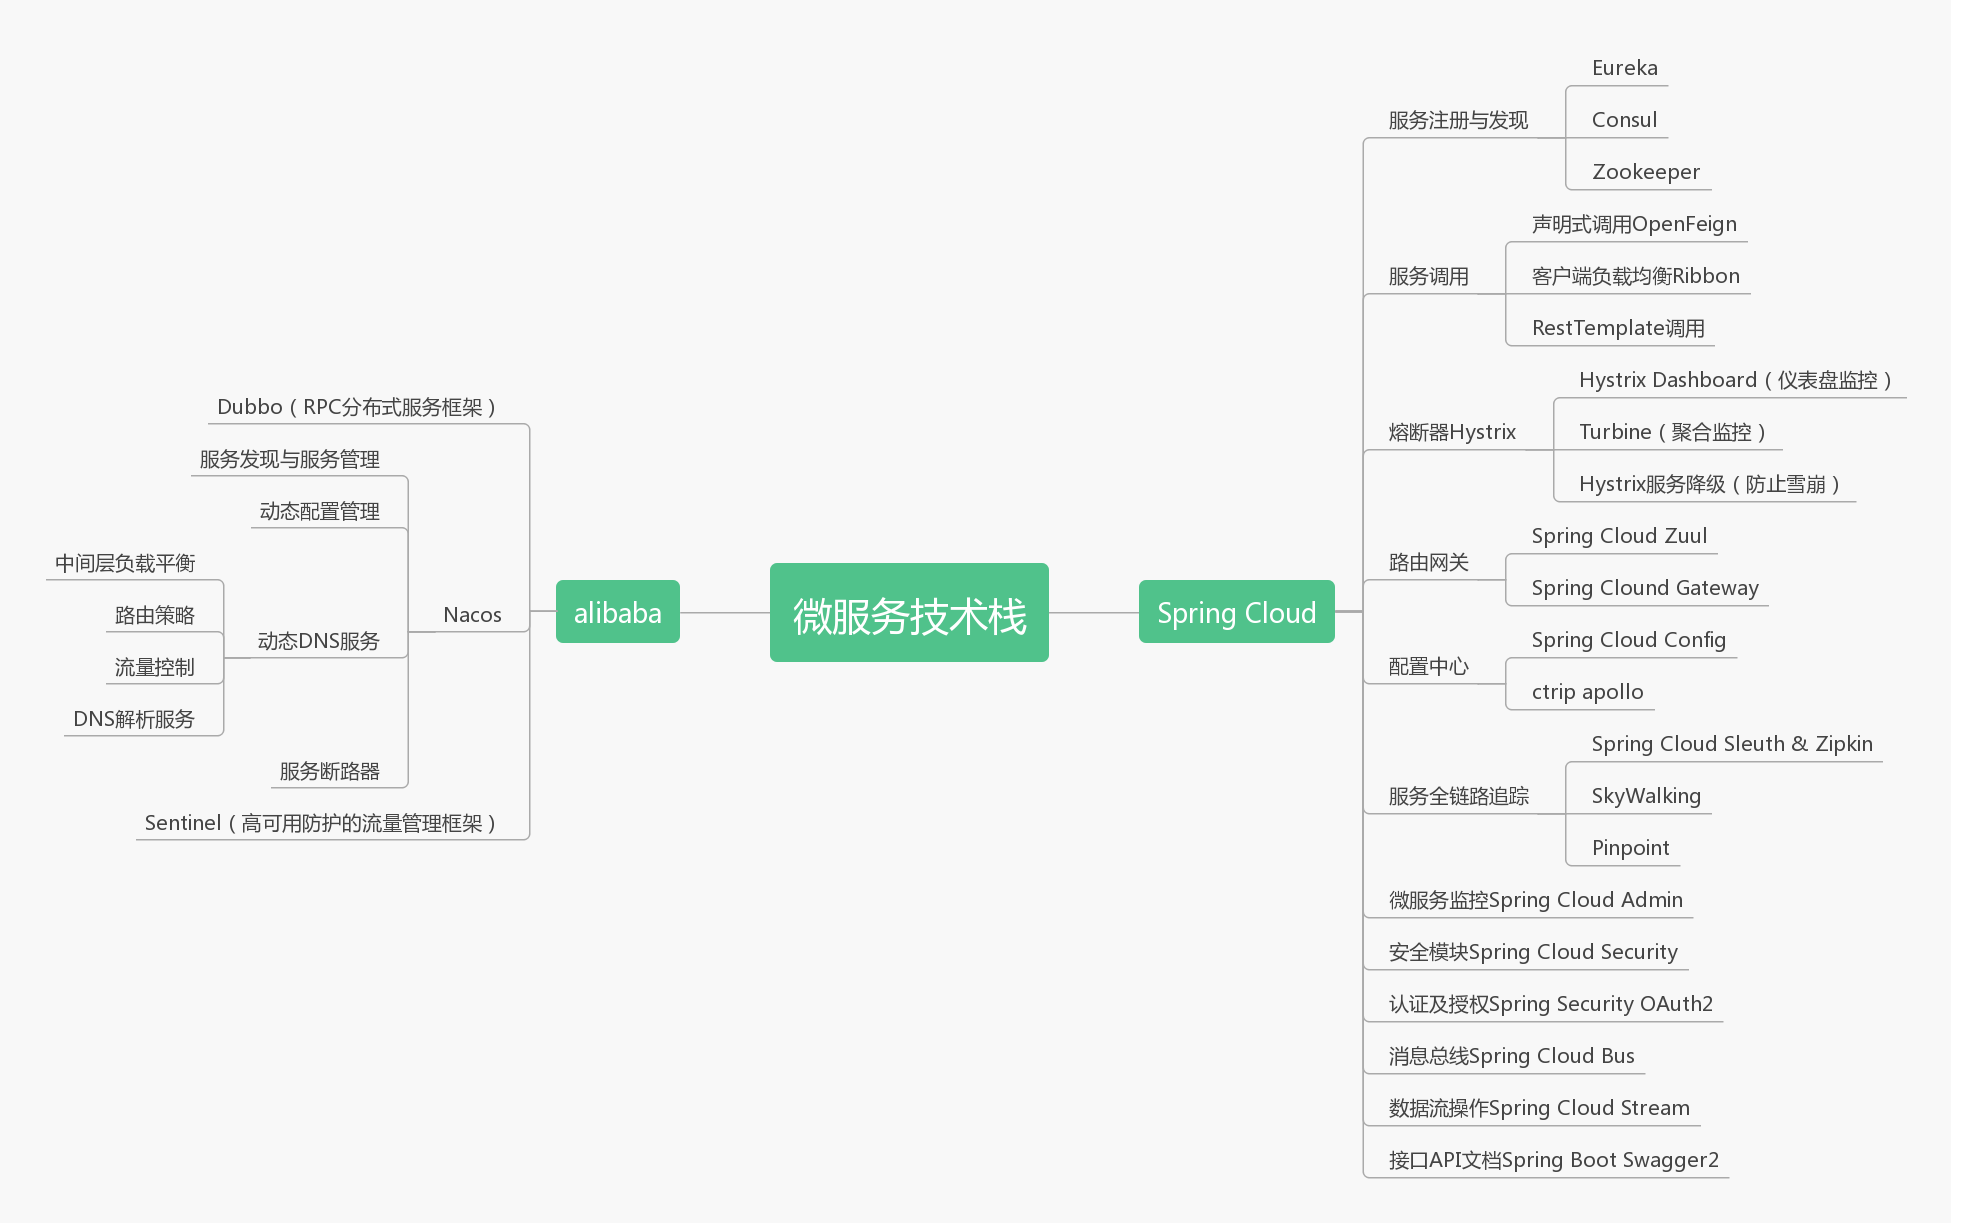 微服务技术栈
alibaba
Dubbo（RPC分布式服务框架）
Nacos
服务发现与服务管理
动态配置管理
动态DNS服务
中间层负载平衡
路由策略
流量控制
DNS解析服务
服务断路器
Sentinel（高可用防护的流量管理框架）
Spring Cloud
服务注册与发现
Eureka
Consul
Zookeeper
服务调用
声明式调用OpenFeign
客户端负载均衡Ribbon
RestTemplate调用
熔断器Hystrix
Hystrix Dashboard（仪表盘监控）
Turbine（聚合监控）
Hystrix服务降级（防止雪崩）
路由网关
Spring Cloud Zuul
Spring Clound Gateway
配置中心
Spring Cloud Config
ctrip apollo
服务全链路追踪
Spring Cloud Sleuth & Zipkin
SkyWalking
Pinpoint
微服务监控Spring Cloud Admin
安全模块Spring Cloud Security
认证及授权Spring Security OAuth2
消息总线Spring Cloud Bus
数据流操作Spring Cloud Stream
接口API文档Spring Boot Swagger2